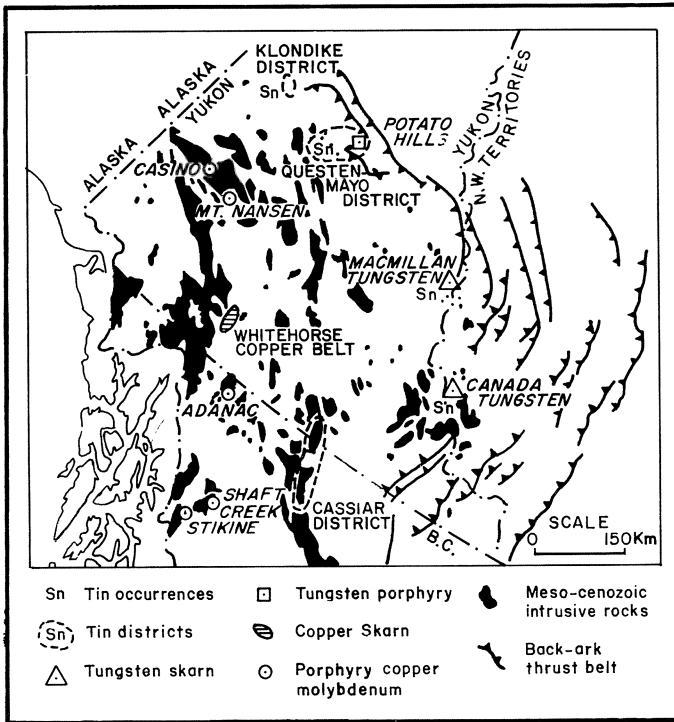 KLONDIKE
DISTRICT
Sn
ALASKA
YUKON
ALASKA
POTATO
HILLS
Sn.
QUESTEN
MAYO
DISTRICT
YUKON
N.W. TERRITORIES
CASINO
MT. NANSEN
MACMILLAN
TUNGSTEN
Sn
WHITEHORSE
COPPER BELT
CANADA
TUNGSTEN
Sn
ADANAC
SHAFT
CREEK
STIKINE
CASSIAR
DISTRICT
B.C.
SCALE
0 150Km
Sn Tin occurrences
Sn Tin districts
Tungsten skarn
Tungsten porphyry
Copper Skarn
Porphyry copper
molybdenum
Meso-cenozoic
intrusive rocks
Back-ark
thrust belt